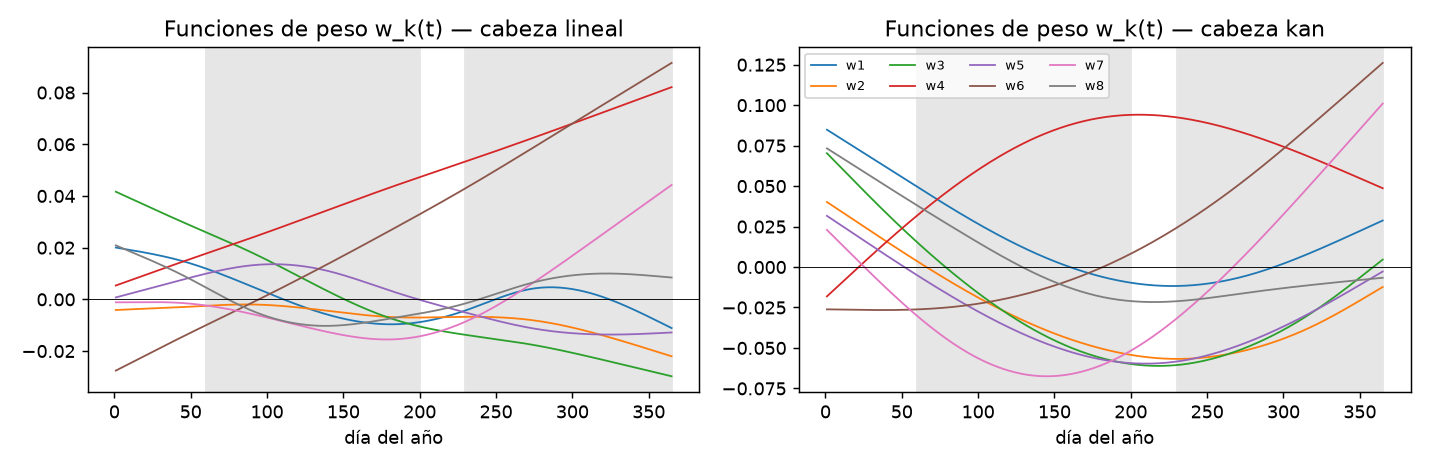 Funciones de peso w_k(t) — cabeza lineal
0.08
0.06
0.04
0.02
0.00
−0.02
0 50 100 150 200 250 300 350
día del año
Funciones de peso w_k(t) — cabeza kan
w1 w3 w5 w7
w2 w4 w6 w8
0.125
0.100
0.075
0.050
0.025
0.000
−0.025
−0.050
−0.075
0 50 100 150 200 250 300 350
día del año